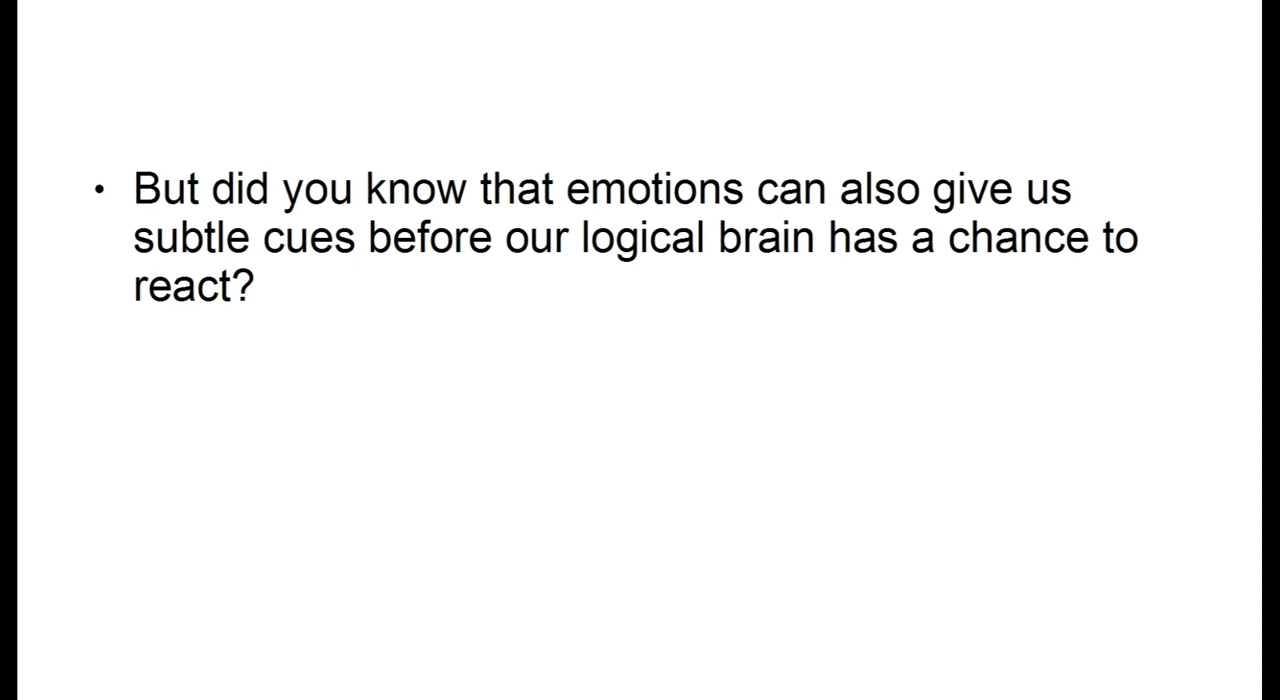 • But did you know that emotions can also give us
subtle cues before our logical brain has a chance to
react?